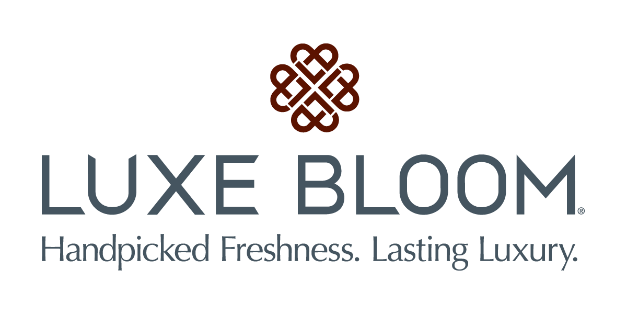 LUXE BLOOM®
Handpicked Freshness. Lasting Luxury.